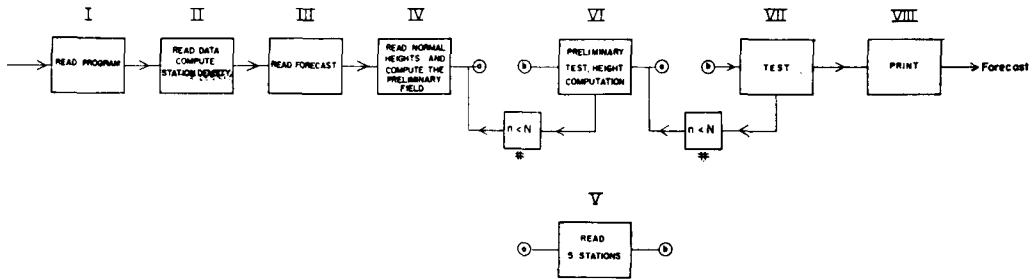 I
II
III
IV
VI
VII
VIII
READ PROGRAM
READ DATA
COMPUTE
STATION DENSITY
READ FORECAST
READ NORMAL
HEIGHTS AND
COMPUTE THE
PRELIMINARY
FIELD
a
b
PRELIMINARY
TEST, HEIGHT
COMPUTATION
a
b
TEST
PRINT
Forecast
n < N
#
n < N
#
V
a
READ
5 STATIONS
b